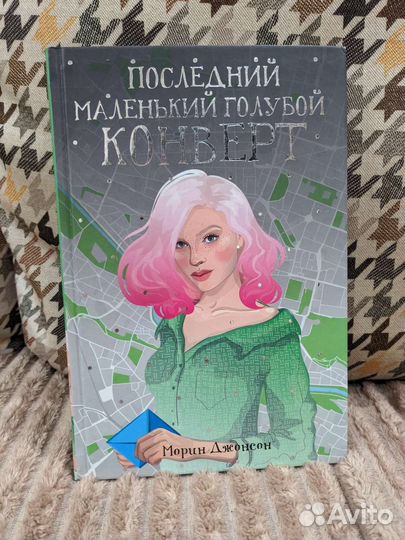 ПОСЛЕДНИЙ
МАЛЕНЬКИЙ ГОЛУБОЙ
КОНВЕРТ
Морин Джонсон
Avito